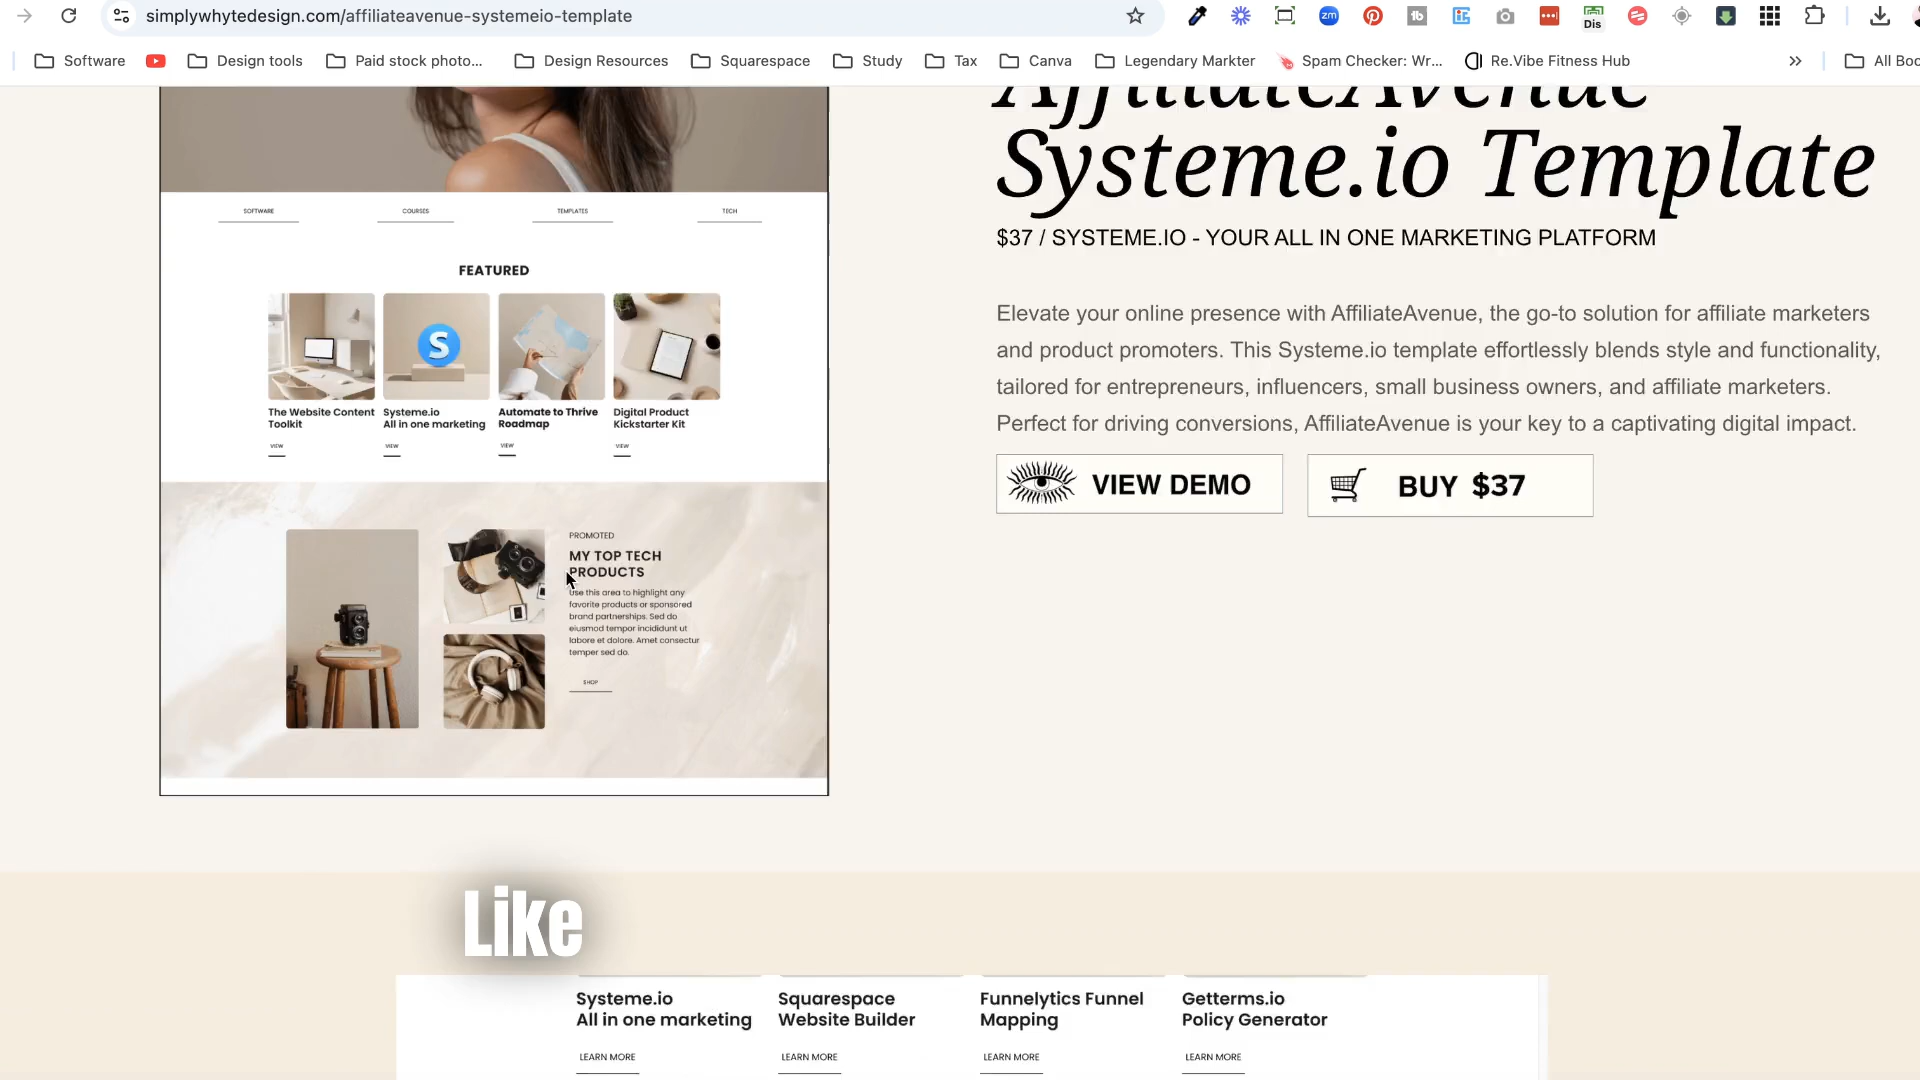 simplywhytedesign.com/affiliateavenue-systemeio-template
Dis
Software
Design tools
Paid stock photo...
Design Resources
Squarespace
Study
Tax
Canva
Legendary Markter
Spam Checker: Wr...
Re.Vibe Fitness Hub
All Boo
AffiliateAvenue
Systeme.io Template
$37 / SYSTEME.IO - YOUR ALL IN ONE MARKETING PLATFORM
Elevate your online presence with AffiliateAvenue, the go-to solution for affiliate marketers
and product promoters. This Systeme.io template effortlessly blends style and functionality,
tailored for entrepreneurs, influencers, small business owners, and affiliate marketers.
Perfect for driving conversions, AffiliateAvenue is your key to a captivating digital impact.
VIEW DEMO
BUY $37
SOFTWARE
COURSES
TEMPLATES
TECH
FEATURED
S
The Website Content
Toolkit
VIEW
Systeme.io
All in one marketing
VIEW
Automate to Thrive
Roadmap
VIEW
Digital Product
Kickstarter Kit
VIEW
PROMOTED
MY TOP TECH
PRODUCTS
Use this area to highlight any
favorite products or sponsored
brand partnerships. Sed do
eiusmod tempor incididunt ut
labore et dolore. Amet consectur
temper sed do.
SHOP
Like
Systeme.io
All in one marketing
LEARN MORE
Squarespace
Website Builder
LEARN MORE
Funnelytics Funnel
Mapping
LEARN MORE
Getterms.io
Policy Generator
LEARN MORE